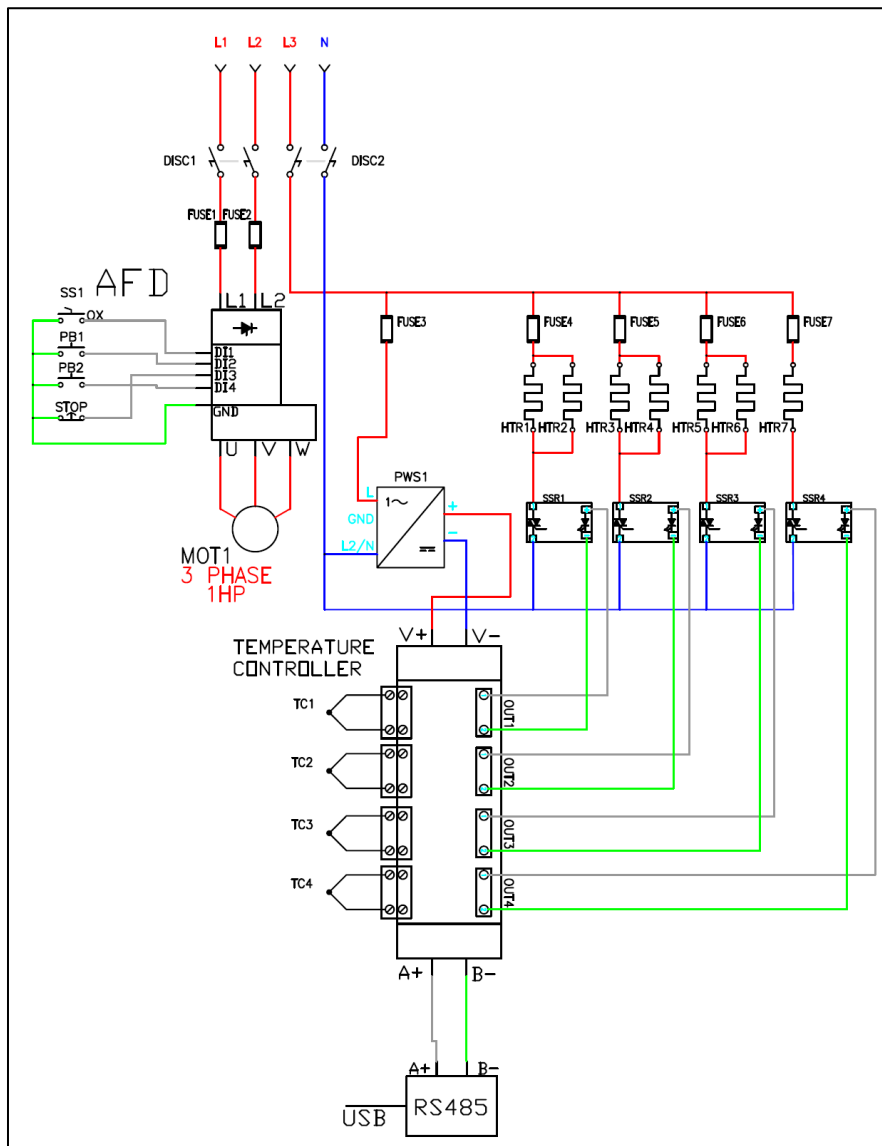 L1 L2 L3 N
DISC1 DISC2
FUSE1 FUSE2
AFD
SS1
OX
L1 L2
PB1
PB2
STOP
DI1
DI2
DI3
DI4
GND
U V W
MOT1
3 PHASE
1HP
FUSE3 FUSE4 FUSE5 FUSE6 FUSE7
HTR1 HTR2 HTR3 HTR4 HTR5 HTR6 HTR7
PWS1
L
1~
+
GND
-
L2/N
SSR1 SSR2 SSR3 SSR4
V+ V-
TEMPERATURE
CONTROLLER
TC1
OUT1
TC2
OUT2
TC3
OUT3
TC4
OUT4
A+ B-
A+ B-
RS485
USB